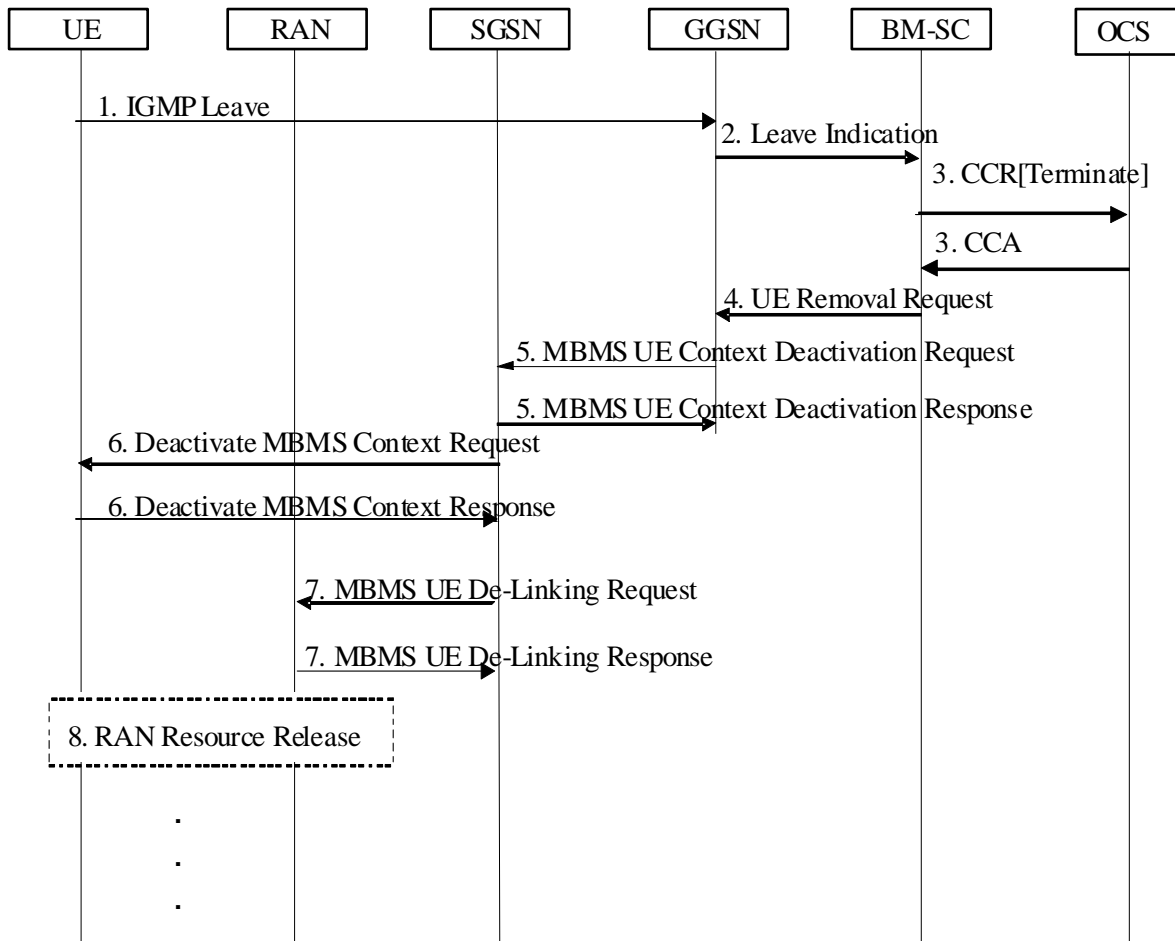 UE
RAN
SGSN
GGSN
BM-SC
OCS
1. IGMP Leave
2. Leave Indication
3. CCR[Terminate]
3. CCA
4. UE Removal Request
5. MBMS UE Context Deactivation Request
5. MBMS UE Context Deactivation Response
6. Deactivate MBMS Context Request
6. Deactivate MBMS Context Response
7. MBMS UE De-Linking Request
7. MBMS UE De-Linking Response
8. RAN Resource Release
.
.
.